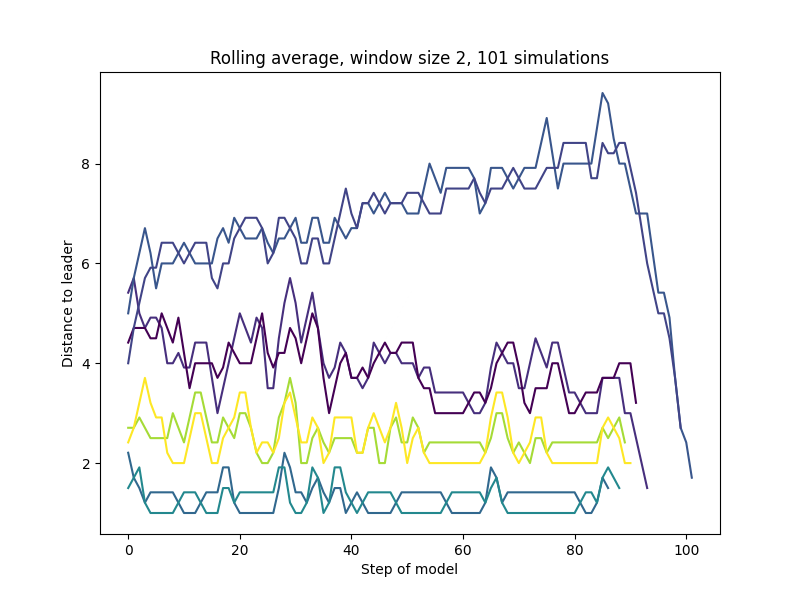 Rolling average, window size 2, 101 simulations
8
6
4
2
Distance to leader
0 20 40 60 80 100
Step of model